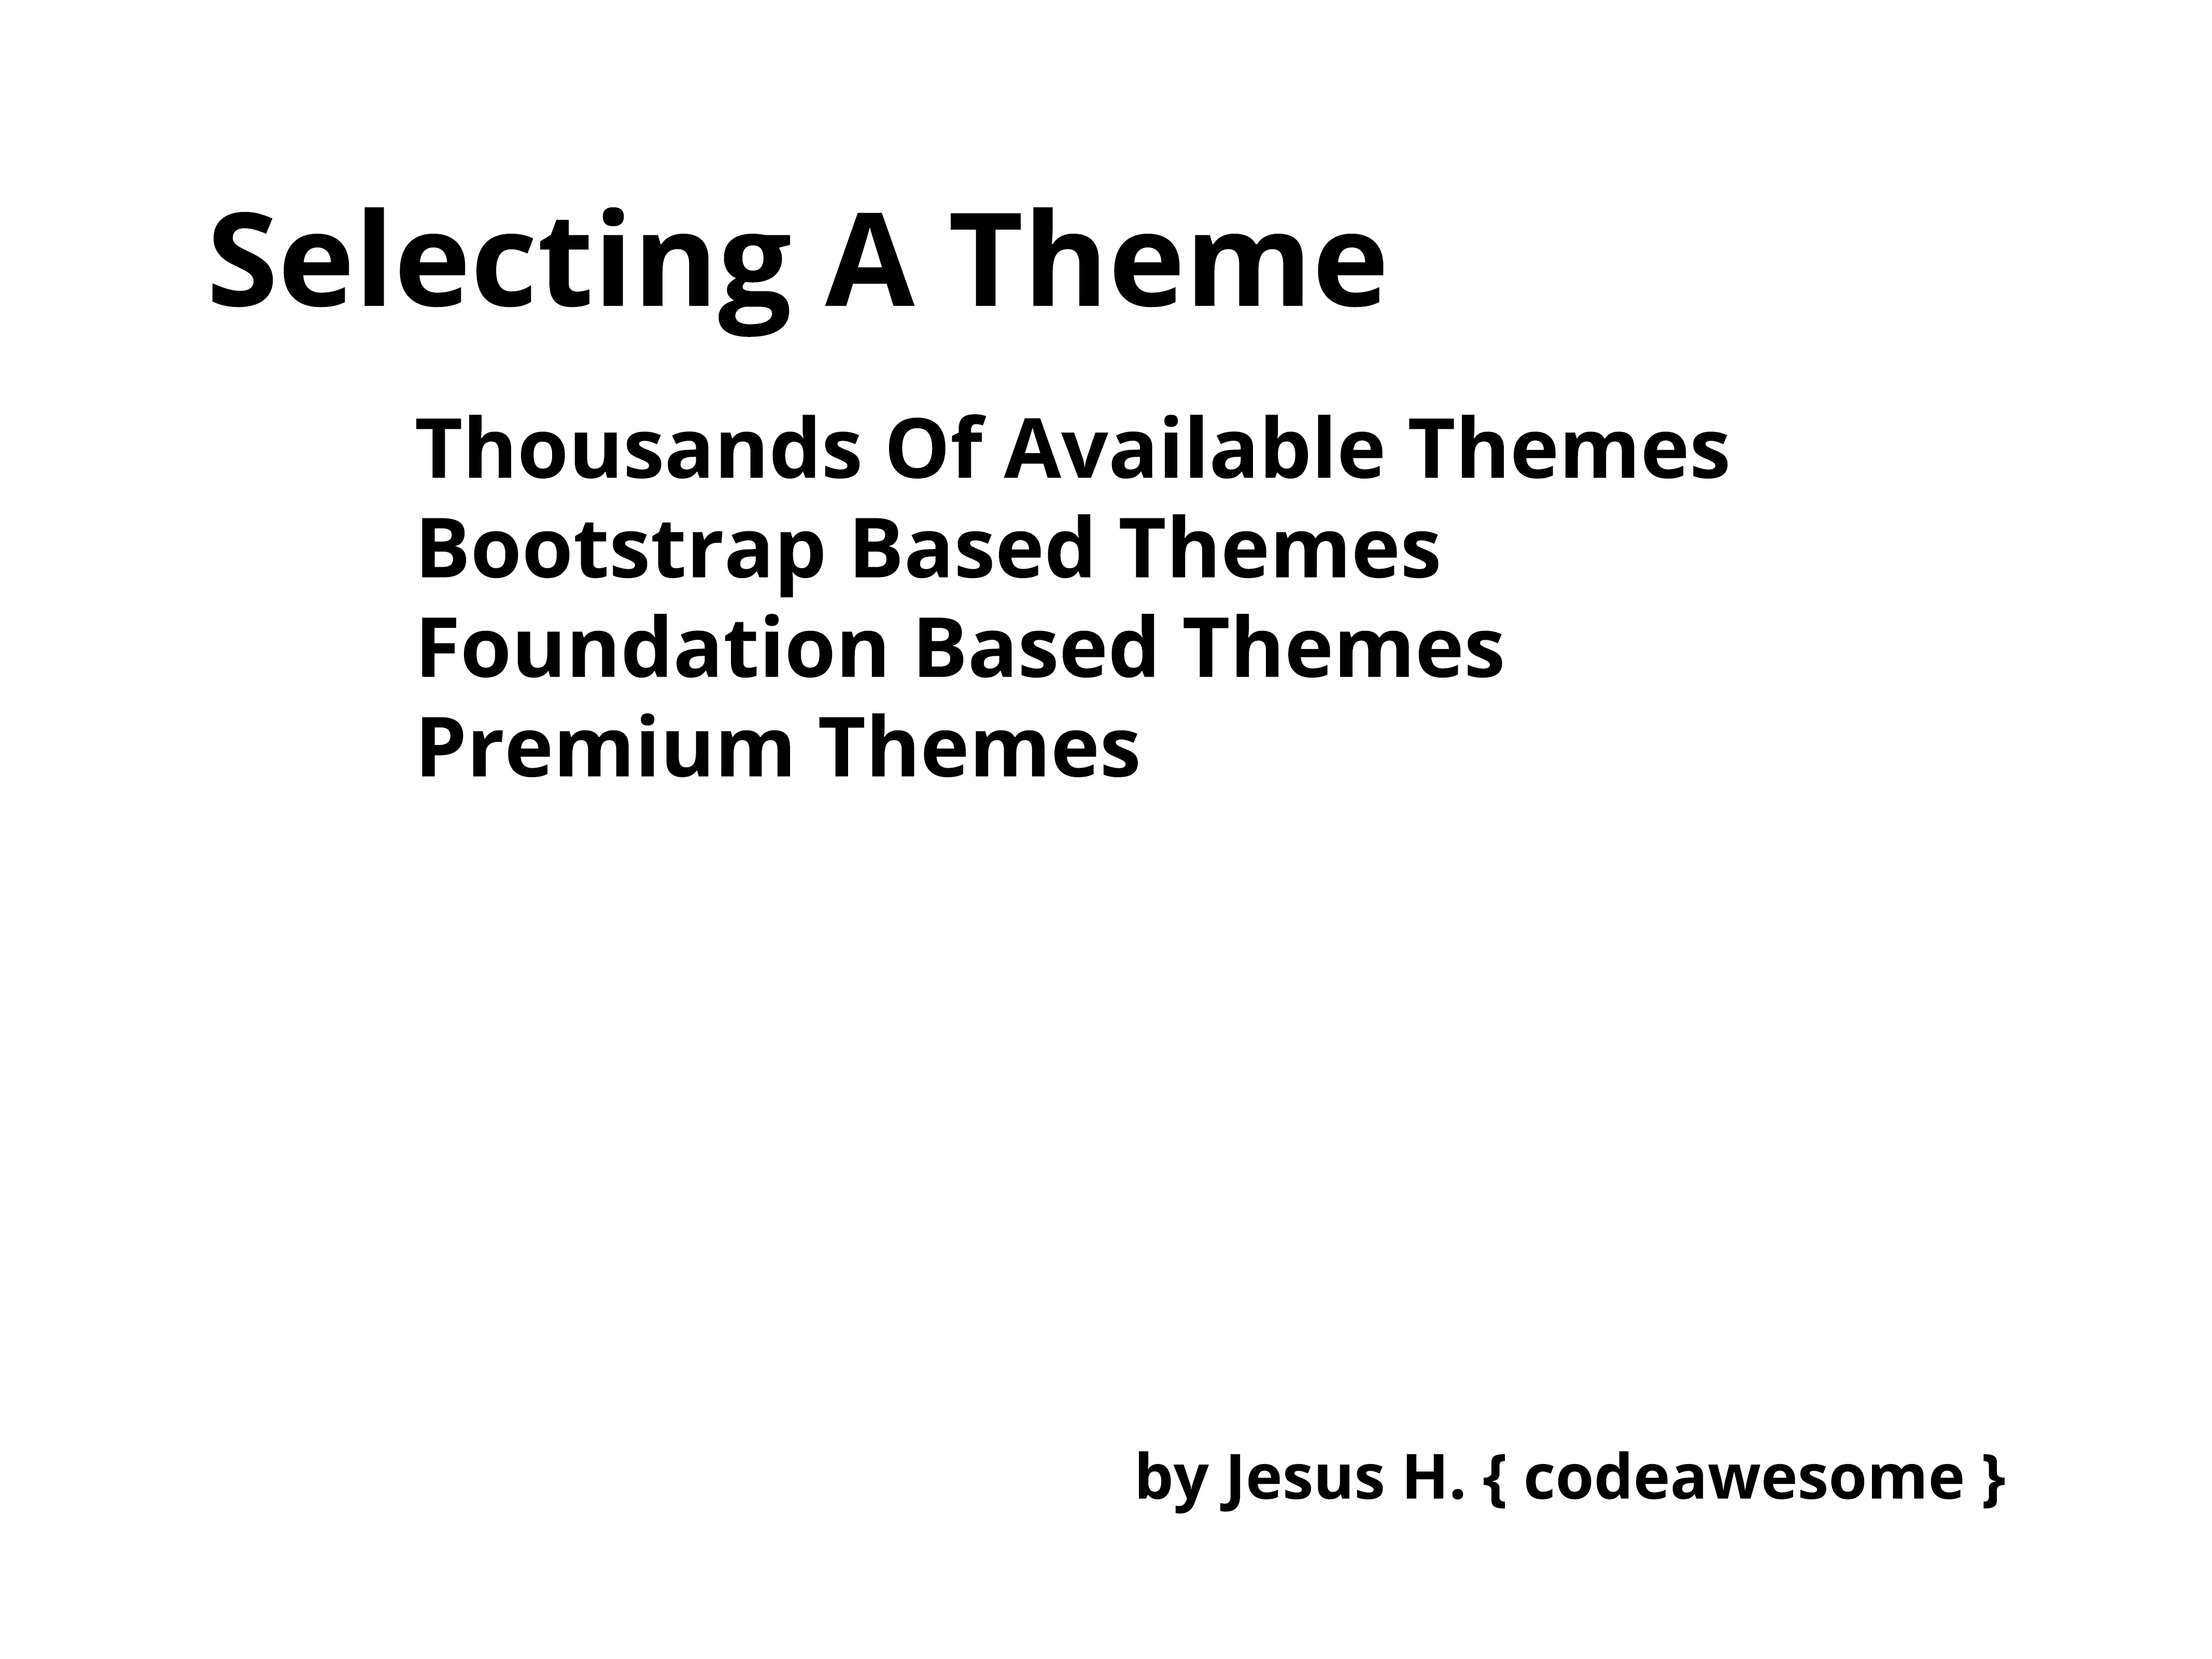 Selecting A Theme
Thousands Of Available Themes
Bootstrap Based Themes
Foundation Based Themes
Premium Themes
by Jesus H. { codeawesome }